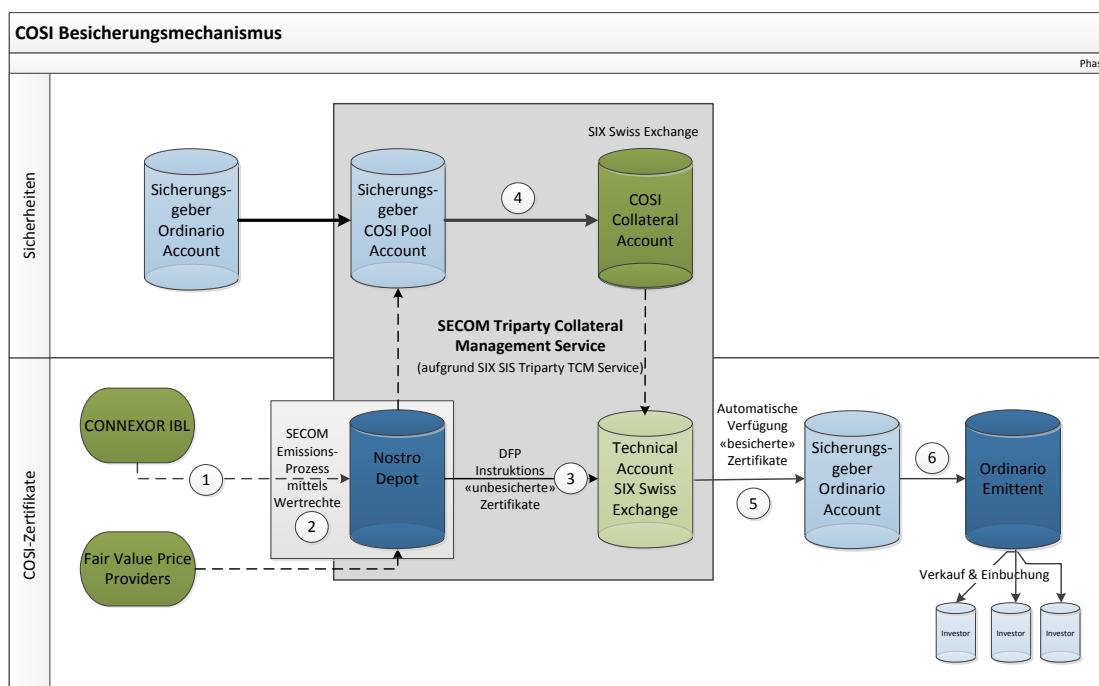 COSI Besicherungsmechanismus
Phas
Sicherheiten
SIX Swiss Exchange
Sicherungs-
geber
Ordinario
Account
Sicherungs-
geber
COSI Pool
Account
4
COSI
Collateral
Account
SECOM Triparty Collateral
Management Service
(aufgrund SIX SIS Triparty TCM Service)
COSI-Zertifikate
CONNEXOR IBL
1
SECOM
Emissions-
Prozess
mittels
Wertrechte
2
Nostro
Depot
DFP
Instruktions
«unbesicherte»
Zertifikate
3
Technical
Account
SIX Swiss
Exchange
Automatische
Verfügung
«besicherte»
Zertifikate
5
Sicherungs-
geber
Ordinario
Account
6
Ordinario
Emittent
Fair Value Price
Providers
Verkauf & Einbuchung
Investor
Investor
Investor